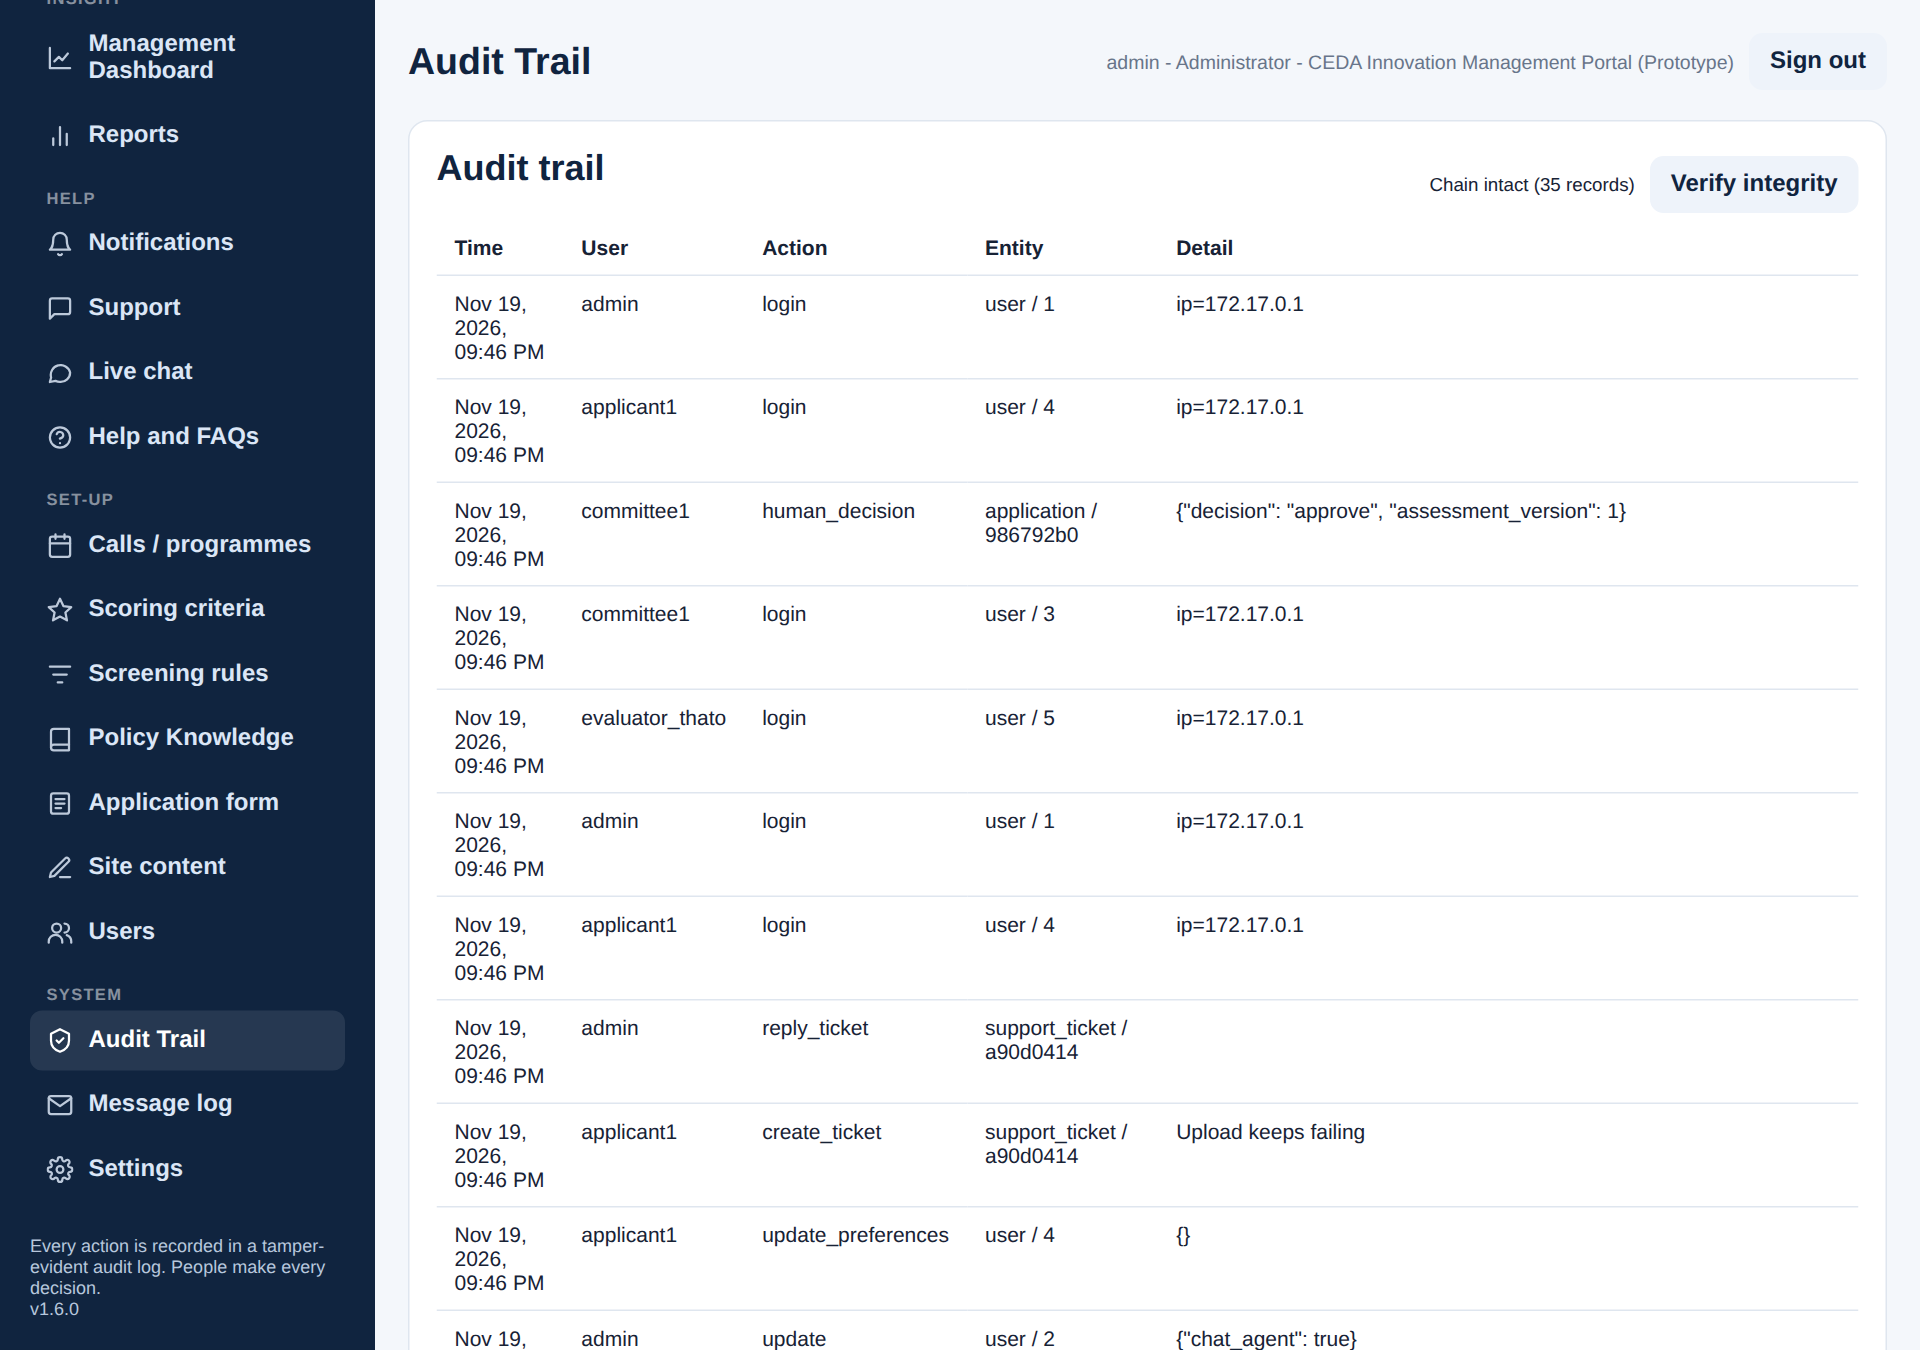 INSIGHT
Management
Dashboard
Reports
HELP
Notifications
Support
Live chat
Help and FAQs
SET-UP
Calls / programmes
Scoring criteria
Screening rules
Policy Knowledge
Application form
Site content
Users
SYSTEM
Audit Trail
Message log
Settings
Every action is recorded in a tamper-
evident audit log. People make every
decision.
v1.6.0
Audit Trail
admin - Administrator - CEDA Innovation Management Portal (Prototype)
Sign out
Audit trail
Chain intact (35 records)
Verify integrity
Time User Action Entity Detail
Nov 19, admin login user / 1 ip=172.17.0.1
2026,
09:46 PM
Nov 19, applicant1 login user / 4 ip=172.17.0.1
2026,
09:46 PM
Nov 19, committee1 human_decision application / {"decision": "approve", "assessment_version": 1}
2026, 986792b0
09:46 PM
Nov 19, committee1 login user / 3 ip=172.17.0.1
2026,
09:46 PM
Nov 19, evaluator_thato login user / 5 ip=172.17.0.1
2026,
09:46 PM
Nov 19, admin login user / 1 ip=172.17.0.1
2026,
09:46 PM
Nov 19, applicant1 login user / 4 ip=172.17.0.1
2026,
09:46 PM
Nov 19, admin reply_ticket support_ticket /
2026, a90d0414
09:46 PM
Nov 19, applicant1 create_ticket support_ticket / Upload keeps failing
2026, a90d0414
09:46 PM
Nov 19, applicant1 update_preferences user / 4 {}
2026,
09:46 PM
Nov 19, admin update user / 2 {"chat_agent": true}